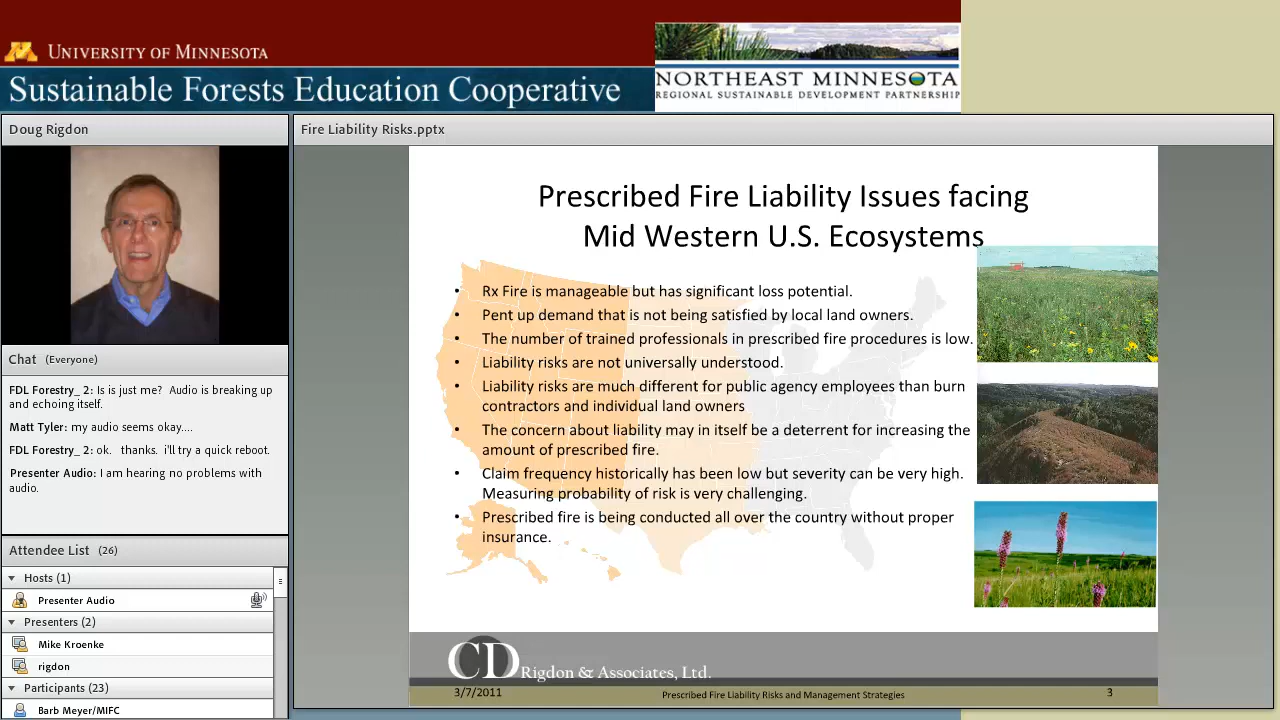 UNIVERSITY OF MINNESOTA
Sustainable Forests Education Cooperative
NORTHEAST MINNESOTA
REGIONAL SUSTAINABLE DEVELOPMENT PARTNERSHIP
Doug Rigdon
Chat (Everyone)
FDL Forestry_ 2: Is is just me? Audio is breaking up
and echoing itself.
Matt Tyler: my audio seems okay....
FDL Forestry_ 2: ok. thanks. i'll try a quick reboot.
Presenter Audio: I am hearing no problems with
audio.
Attendee List (26)
Hosts (1)
Presenter Audio
Presenters (2)
Mike Kroenke
rigdon
Participants (23)
Barb Meyer/MIFC
Fire Liability Risks.pptx
Prescribed Fire Liability Issues facing
Mid Western U.S. Ecosystems
• Rx Fire is manageable but has significant loss potential.
• Pent up demand that is not being satisfied by local land owners.
• The number of trained professionals in prescribed fire procedures is low.
• Liability risks are not universally understood.
• Liability risks are much different for public agency employees than burn
contractors and individual land owners
• The concern about liability may in itself be a deterrent for increasing the
amount of prescribed fire.
• Claim frequency historically has been low but severity can be very high.
Measuring probability of risk is very challenging.
• Prescribed fire is being conducted all over the country without proper
insurance.
CD Rigdon & Associates, Ltd.
3/7/2011
Prescribed Fire Liability Risks and Management Strategies
3